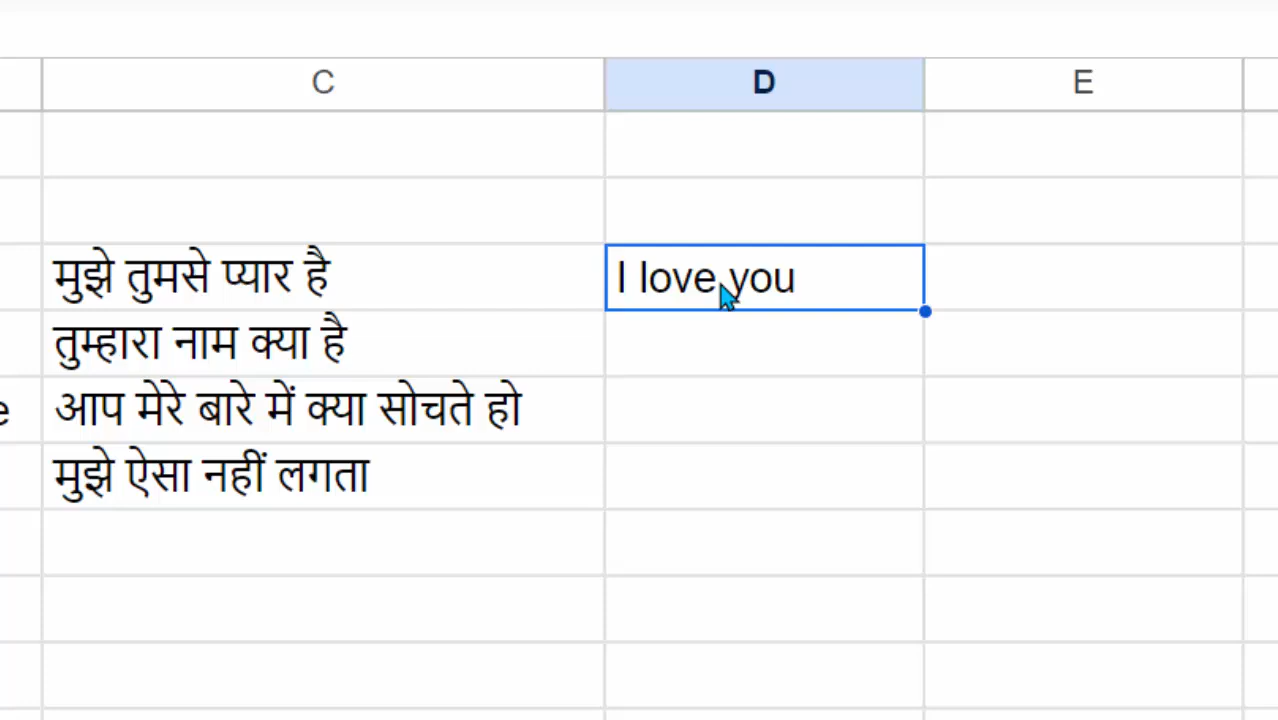 C D E
मुझे तुमसे प्यार है I love you
तुम्हारा नाम क्या है
e आप मेरे बारे में क्या सोचते हो
मुझे ऐसा नहीं लगता